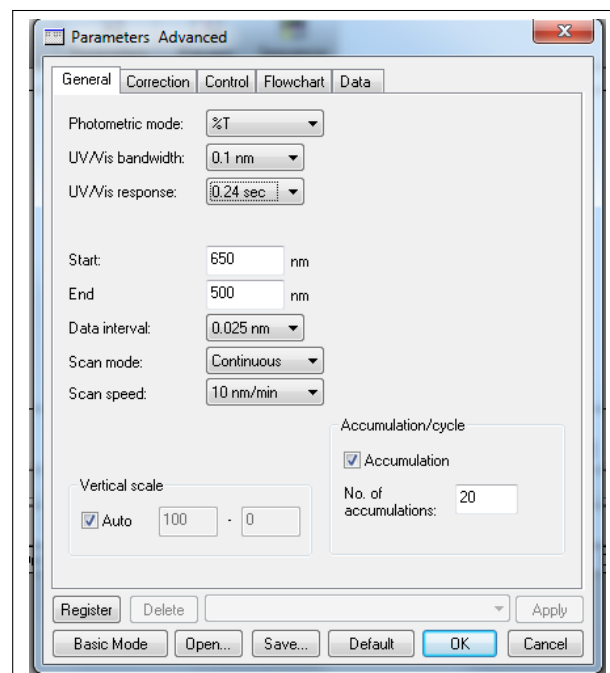 Parameters Advanced
General Correction Control Flowchart Data
Photometric mode: %T
UV/Vis bandwidth: 0.1 nm
UV/Vis response: 0.24 sec
Start: 650 nm
End 500 nm
Data interval: 0.025 nm
Scan mode: Continuous
Scan speed: 10 nm/min
Accumulation/cycle
Accumulation
No. of
accumulations: 20
Vertical scale
Auto 100 - 0
Register Delete Apply
Basic Mode Open... Save... Default OK Cancel